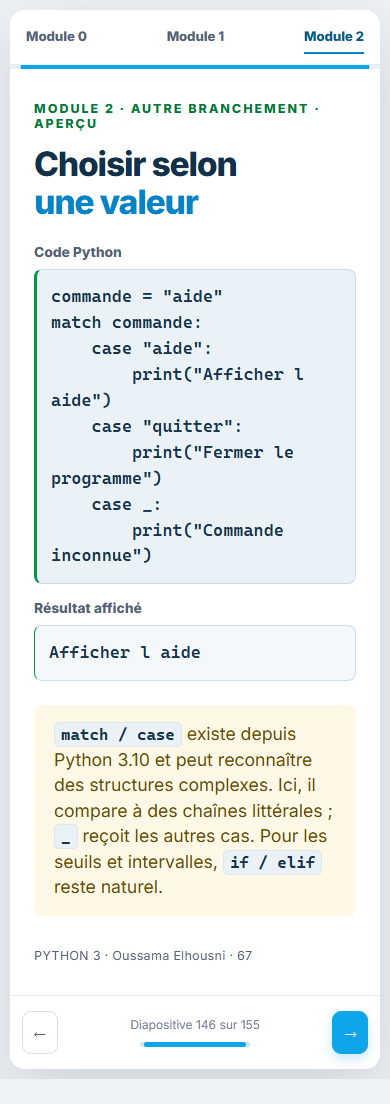 Module 0 Module 1 Module 2
MODULE 2 · AUTRE BRANCHEMENT ·
APERÇU
Choisir selon
une valeur
Code Python
commande = "aide"
match commande:
    case "aide":
        print("Afficher l
aide")
    case "quitter":
        print("Fermer le
programme")
    case _:
        print("Commande
inconnue")
Résultat affiché
Afficher l aide
match / case existe depuis
Python 3.10 et peut reconnaître
des structures complexes. Ici, il
compare à des chaînes littérales ;
_ reçoit les autres cas. Pour les
seuils et intervalles, if / elif
reste naturel.
PYTHON 3 · Oussama Elhousni · 67
← Diapositive 146 sur 155 →